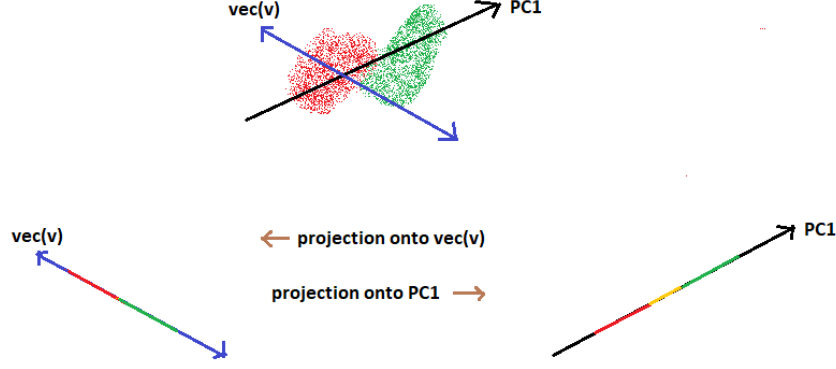 vec(v)
PC1
vec(v)
projection onto vec(v)
PC1
projection onto PC1